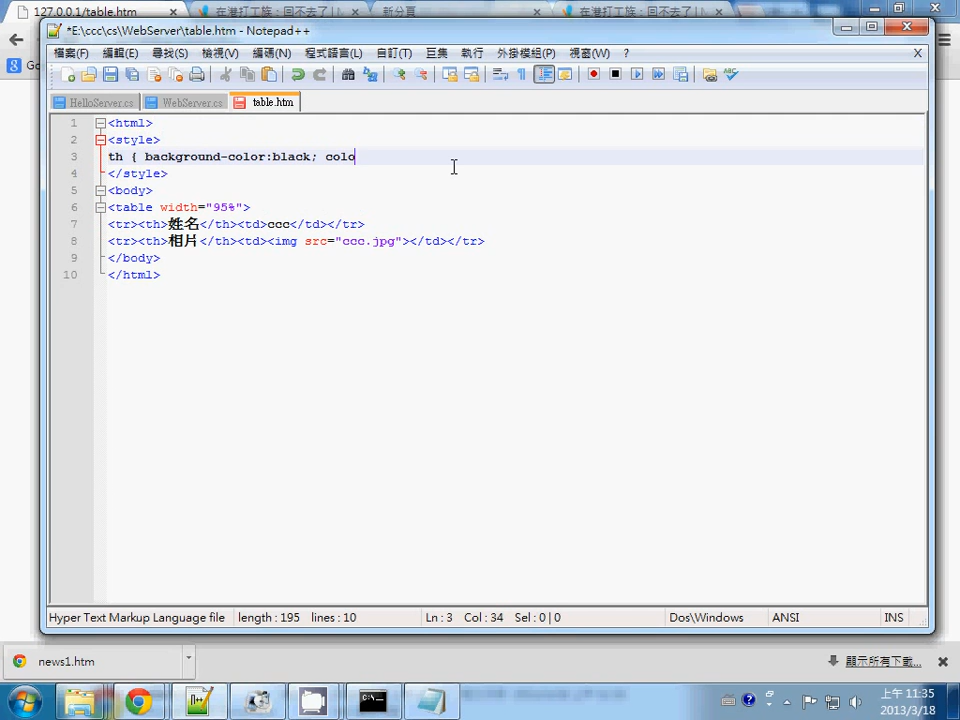 127.0.0.1/table.htm
在港打工族：回不去了 | N
新分頁
在港打工族：回不去了 | N
*E:\ccc\cs\WebServer\table.htm - Notepad++
檔案(F) 編輯(E) 尋找(S) 檢視(V) 編碼(N) 程式語言(L) 自訂(T) 巨集 執行 外掛模組(P) 視窗(W) ? X
Go
HelloServer.cs WebServer.cs table.htm
1 <html>
2 <style>
3 th { background-color:black; colo
4 </style>
5 <body>
6 <table width="95%">
7 <tr><th>姓名</th><td>ccc</td></tr>
8 <tr><th>相片</th><td><img src="ccc.jpg"></td></tr>
9 </body>
10 </html>
Hyper Text Markup Language file length : 195 lines : 10 Ln : 3 Col : 34 Sel : 0 | 0 Dos\Windows ANSI INS
news1.htm
顯示所有下載...
上午 11:35
2013/3/18